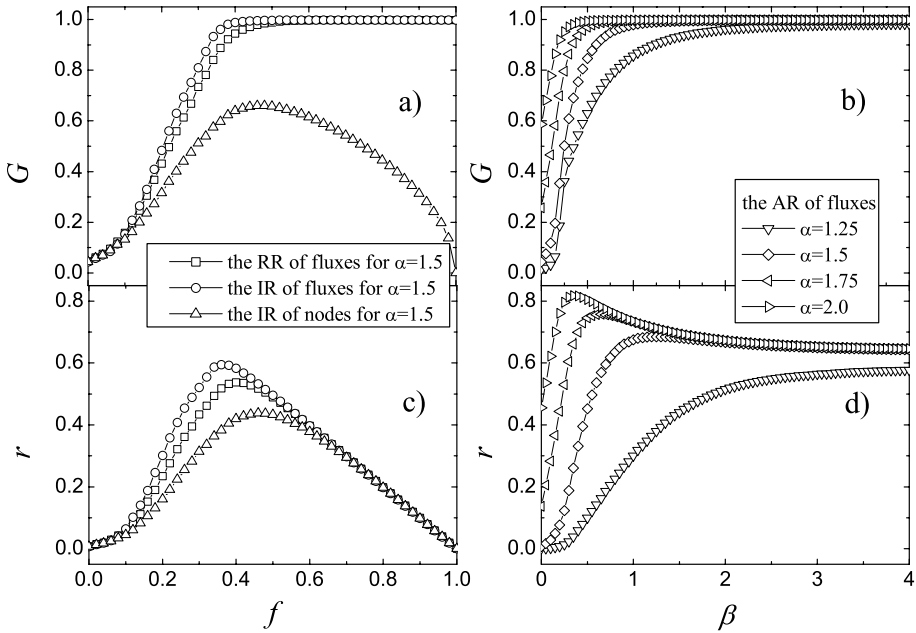 1.0
0.8
0.6
0.4
0.2
0.0
G
a)
1.0
0.8
0.6
0.4
0.2
0.0
G
b)
the RR of fluxes for α=1.5
the IR of fluxes for α=1.5
the IR of nodes for α=1.5
the AR of fluxes
α=1.25
α=1.5
α=1.75
α=2.0
0.8
0.6
0.4
0.2
0.0
r
c)
0.0
0.2
0.4
0.6
0.8
1.0
f
0.8
0.6
0.4
0.2
0.0
r
d)
0
1
2
3
4
β